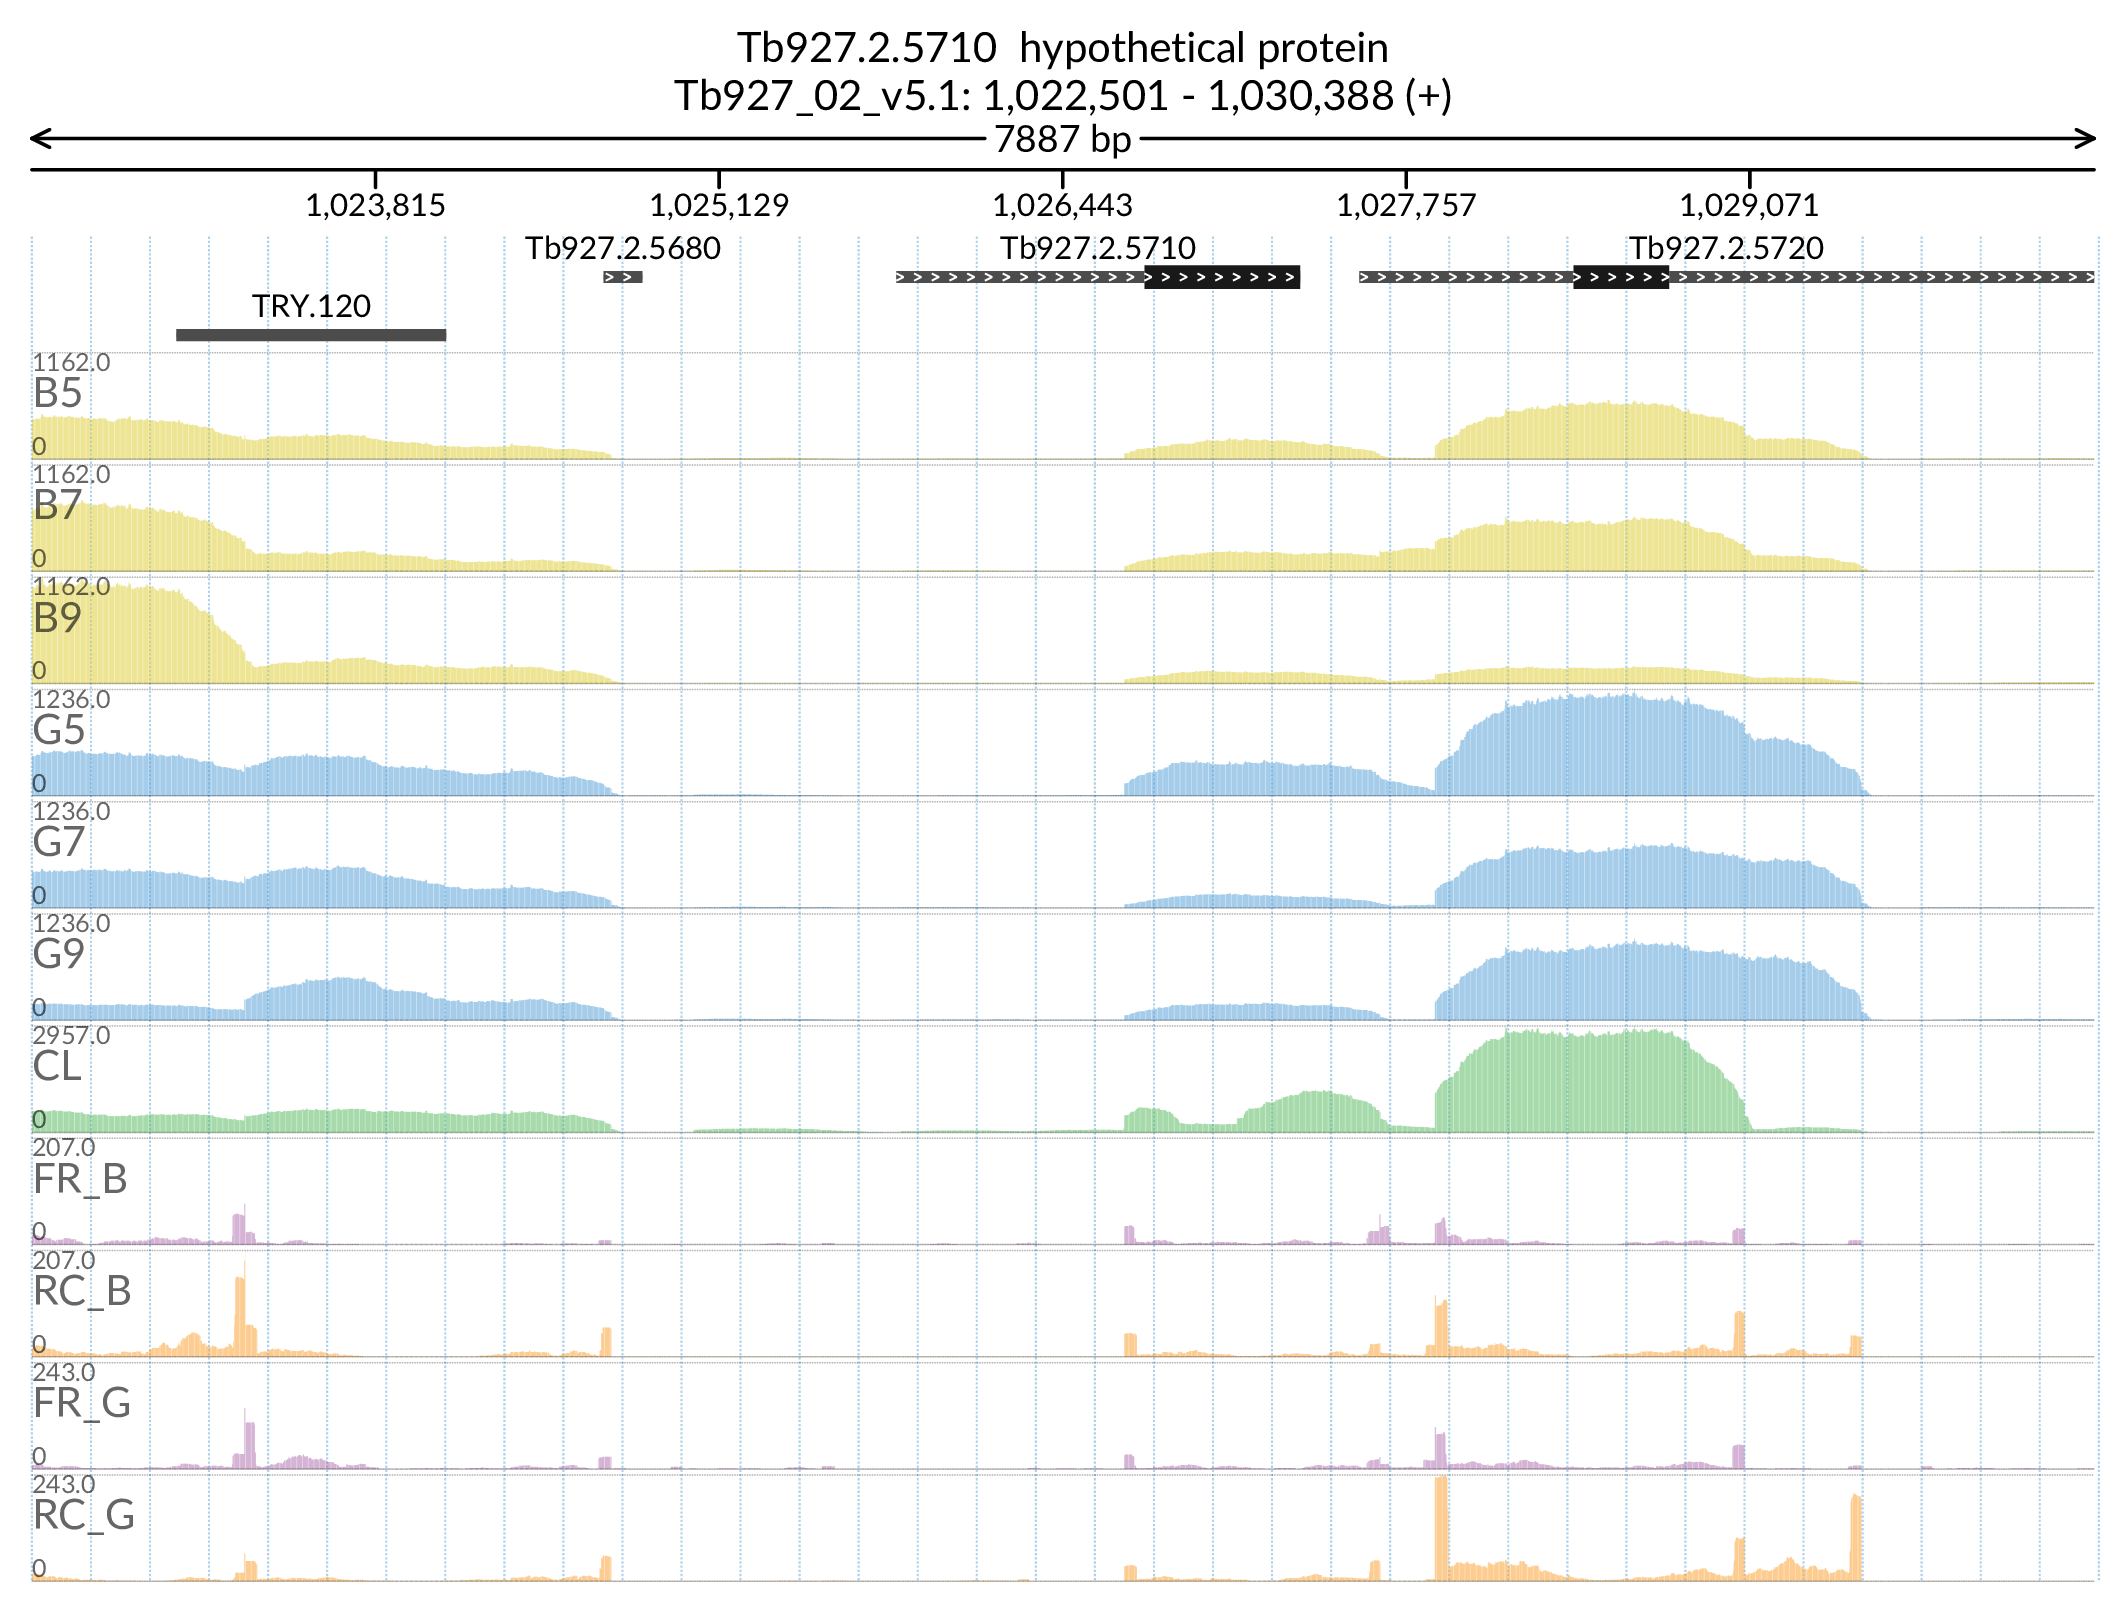 Tb927.2.5710  hypothetical protein
Tb927_02_v5.1: 1,022,501 - 1,030,388 (+)
7887 bp
1,023,815 1,025,129 1,026,443 1,027,757 1,029,071
Tb927.2.5680 Tb927.2.5710 Tb927.2.5720
TRY.120
1162.0
B5
0
1162.0
B7
0
1162.0
B9
0
1236.0
G5
0
1236.0
G7
0
1236.0
G9
0
2957.0
CL
0
207.0
FR_B
0
207.0
RC_B
0
243.0
FR_G
0
243.0
RC_G
0